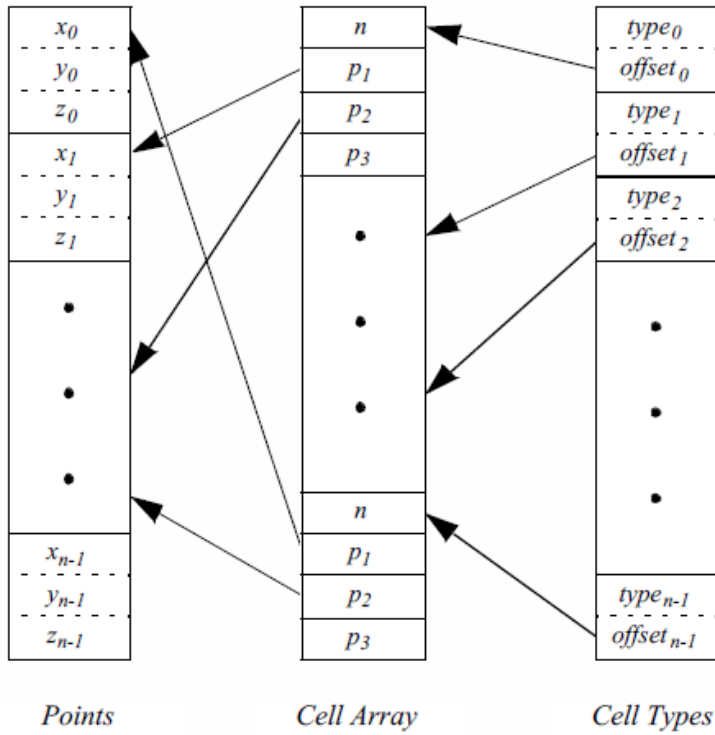 x0
y0
z0
x1
y1
z1
xn-1
yn-1
zn-1
Points
n
p1
p2
p3
n
p1
p2
p3
Cell Array
type0
offset0
type1
offset1
type2
offset2
typen-1
offsetn-1
Cell Types